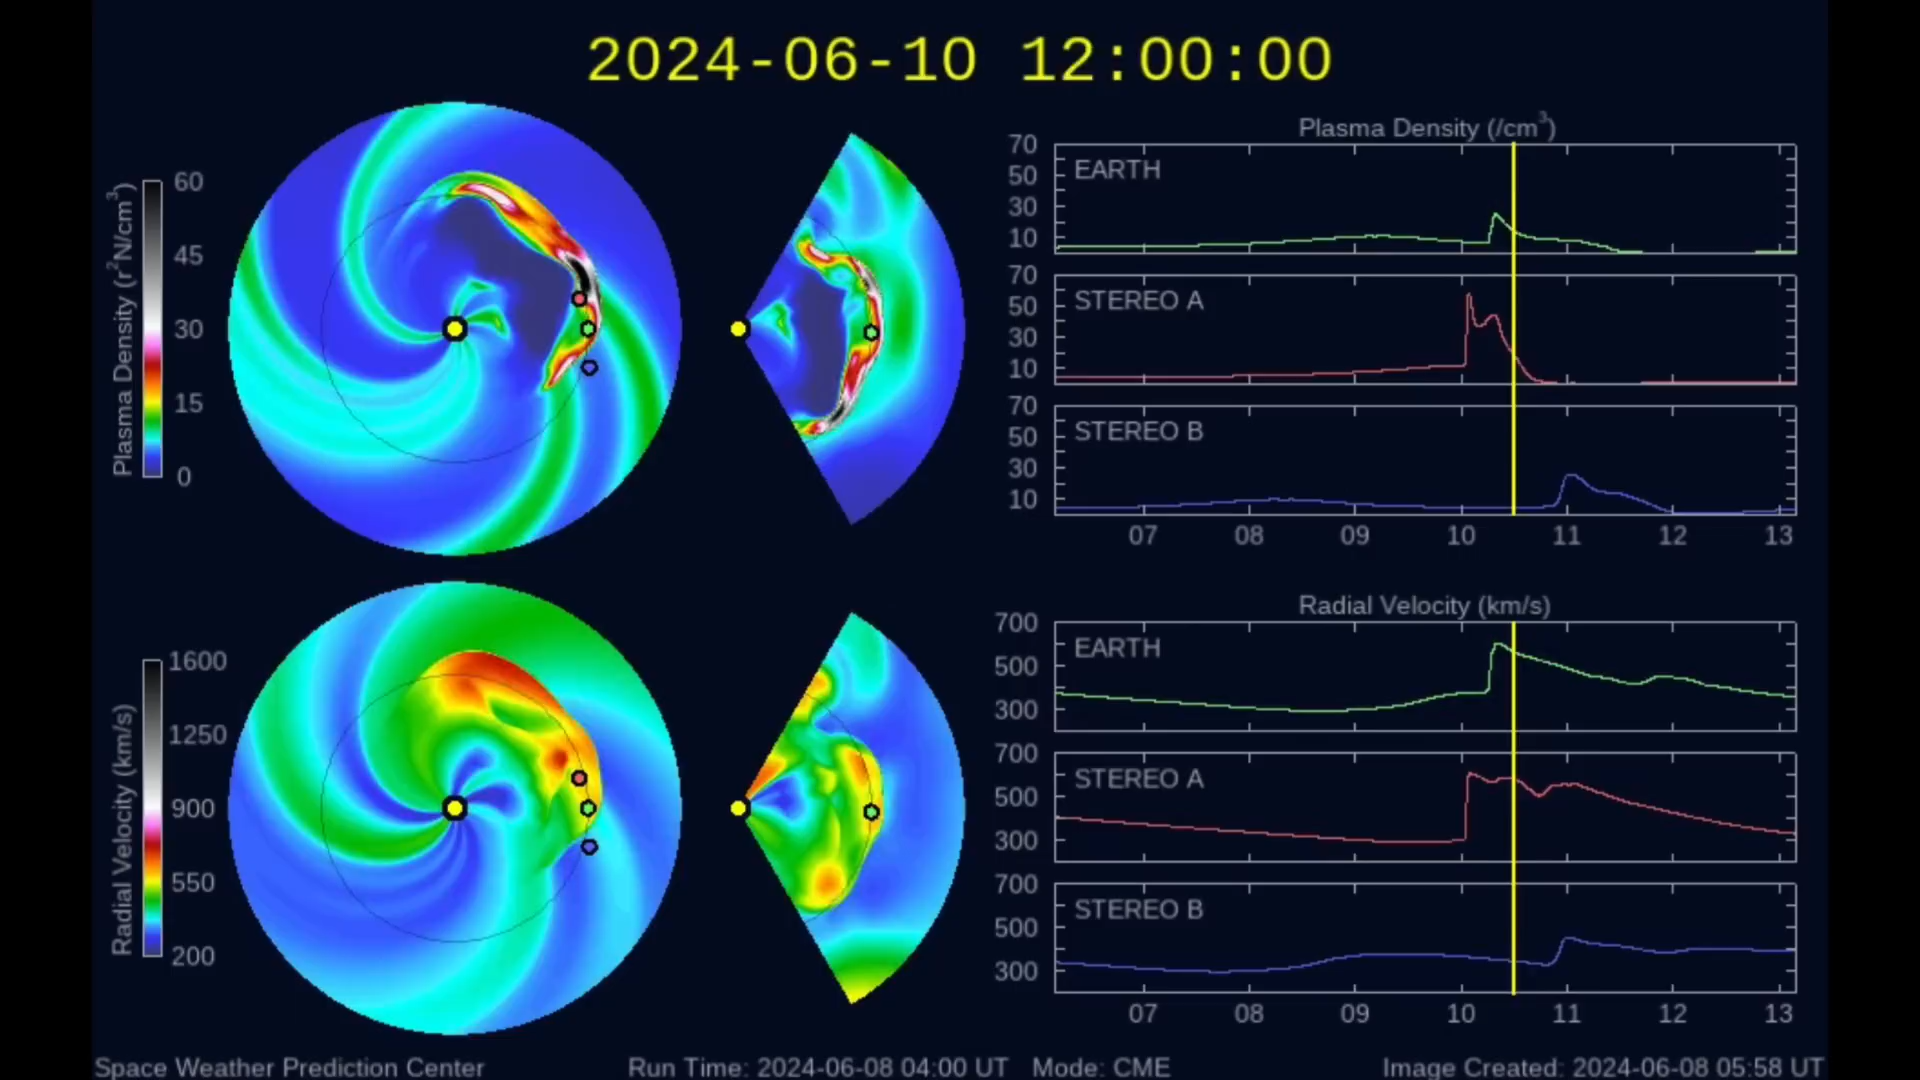 2024-06-10 12:00:00
Plasma Density (r²N/cm³)
60
45
30
15
0
Plasma Density (/cm³)
EARTH
70
50
30
10
STEREO A
70
50
30
10
STEREO B
70
50
30
10
07 08 09 10 11 12 13
Radial Velocity (km/s)
1600
1250
900
550
200
Radial Velocity (km/s)
EARTH
700
500
300
STEREO A
700
500
300
STEREO B
700
500
300
07 08 09 10 11 12 13
Space Weather Prediction Center
Run Time: 2024-06-08 04:00 UT Mode: CME
Image Created: 2024-06-08 05:58 UT